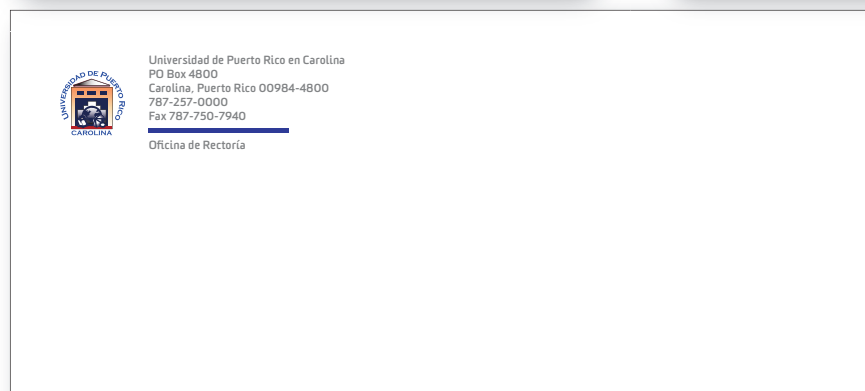 UNIVERSIDAD DE PUERTO RICO
CAROLINA
Universidad de Puerto Rico en Carolina
PO Box 4800
Carolina, Puerto Rico 00984-4800
787-257-0000
Fax 787-750-7940
Oficina de Rectoría